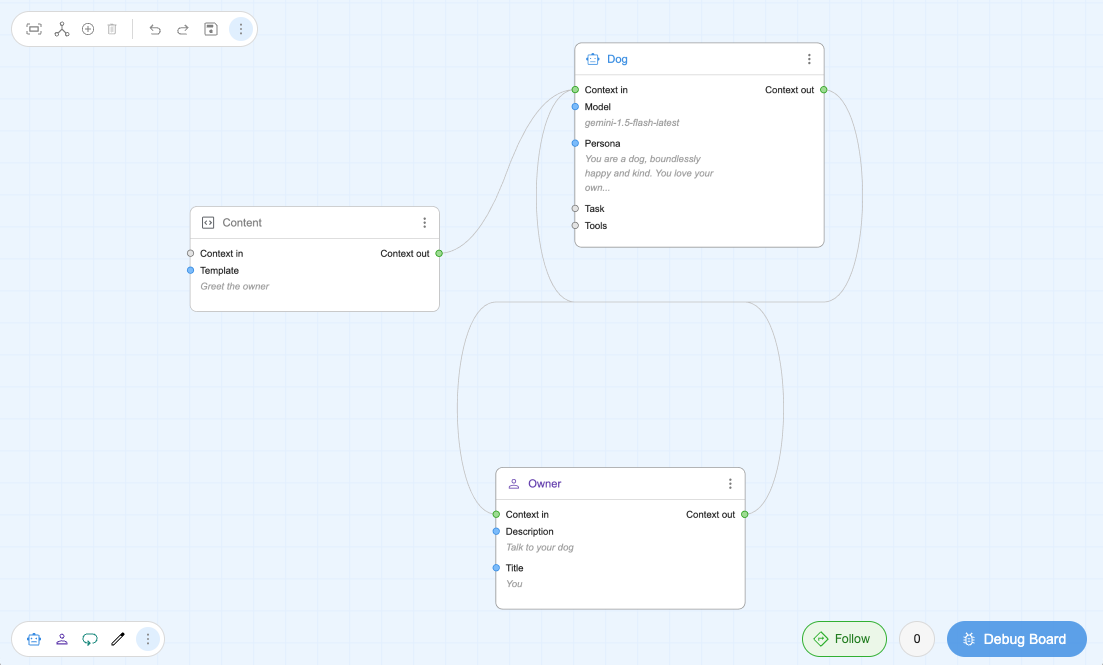 Dog
Context in
Context out
Model
gemini-1.5-flash-latest
Persona
You are a dog, boundlessly
happy and kind. You love your
own...
Task
Tools
Content
Context in
Context out
Template
Greet the owner
Owner
Context in
Context out
Description
Talk to your dog
Title
You
Follow
0
Debug Board